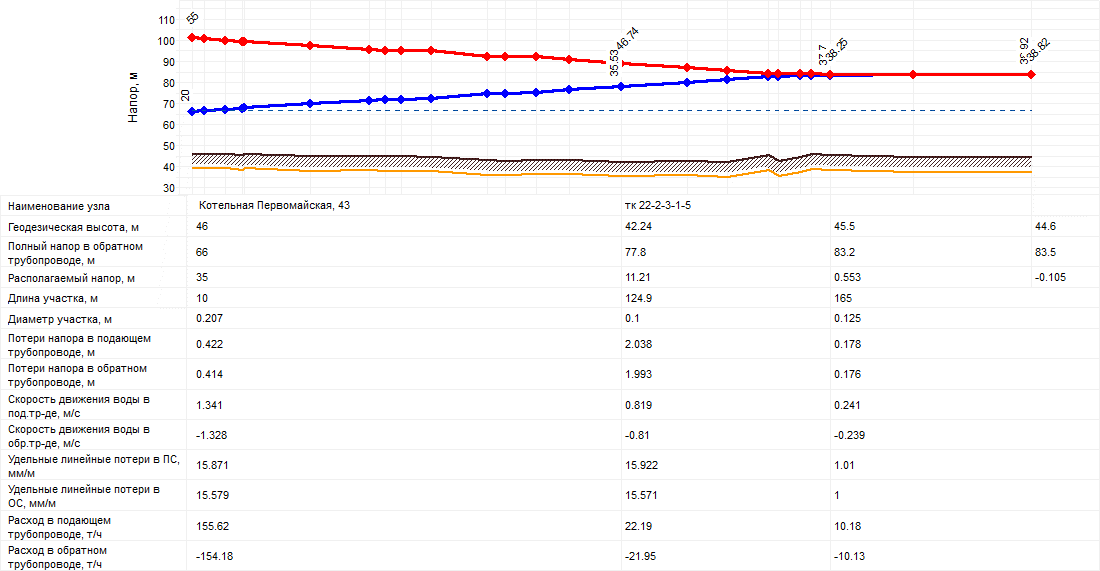 110
100
90
80
70
60
50
40
30
Напор, м
55
20
35.53
46.74
37.7
38.25
38.82
Наименование узла
Котельная Первомайская, 43
тк 22-2-3-1-5
Геодезическая высота, м
46
42.24
45.5
44.6
Полный напор в обратном
трубопроводе, м
66
77.8
83.2
83.5
Располагаемый напор, м
35
11.21
0.553
-0.105
Длина участка, м
10
124.9
165
Диаметр участка, м
0.207
0.1
0.125
Потери напора в подающем
трубопроводе, м
0.422
2.038
0.178
Потери напора в обратном
трубопроводе, м
0.414
1.993
0.176
Скорость движения воды в
под.тр-де, м/с
1.341
0.819
0.241
Скорость движения воды в
обр.тр-де, м/с
-1.328
-0.81
-0.239
Удельные линейные потери в ПС,
мм/м
15.871
15.922
1.01
Удельные линейные потери в
ОС, мм/м
15.579
15.571
1
Расход в подающем
трубопроводе, т/ч
155.62
22.19
10.18
Расход в обратном
трубопроводе, т/ч
-154.18
-21.95
-10.13